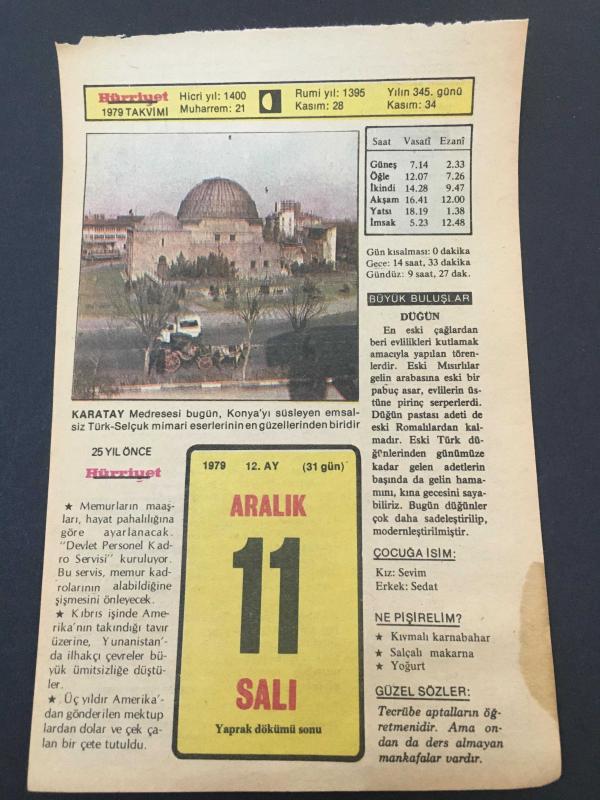 Hürriyet
1979 TAKVİMİ
Hicri yıl: 1400
Muharrem: 21
Rumi yıl: 1395
Kasım: 28
Yılın 345. günü
Kasım: 34
Saat Vasatî Ezanî
Güneş 7.14 2.33
Öğle 12.07 7.26
İkindi 14.28 9.47
Akşam 16.41 12.00
Yatsı 18.19 1.38
İmsak 5.23 12.48
Gün kısalması: 0 dakika
Gece: 14 saat, 33 dakika
Gündüz: 9 saat, 27 dak.
KARATAY Medresesi bugün, Konya'yı süsleyen emsal-
siz Türk-Selçuk mimari eserlerinin en güzellerinden biridir
25 YIL ÖNCE
Hürriyet
★ Memurların maaş-
ları, hayat pahalılığına
göre ayarlanacak.
"Devlet Personel Kad-
ro Servisi" kuruluyor.
Bu servis, memur kad-
rolarının alabildiğine
şişmesini önleyecek.
★ Kıbrıs işinde Ame-
rika'nın takındığı tavır
üzerine, Yunanistan'-
da ilhakçı çevreler bü-
yük ümitsizliğe düştü-
ler.
★ Üç yıldır Amerika'-
dan gönderilen mektup
lardan dolar ve çek ça-
lan bir çete tutuldu.
1979 12. AY (31 gün)
ARALIK
11
SALI
Yaprak dökümü sonu
BÜYÜK BULUŞLAR
DÜĞÜN
En eski çağlardan
beri evlilikleri kutlamak
amacıyla yapılan tören-
lerdir. Eski Mısırlılar
gelin arabasına eski bir
pabuç asar, evlilerin üs-
tüne pirinç serperlerdi.
Düğün pastası adeti de
eski Romalılardan kal-
madır. Eski Türk dü-
ğünlerinden günümüze
kadar gelen adetlerin
başında da gelin hama-
mını, kına gecesini saya-
biliriz. Bugün düğünler
çok daha sadeleştirilip,
modernleştirilmiştir.
ÇOCUĞA İSİM:
Kız: Sevim
Erkek: Sedat
NE PİŞİRELİM?
★ Kıymalı karnabahar
★ Salçalı makarna
★ Yoğurt
GÜZEL SÖZLER:
Tecrübe aptalların öğ-
retmenidir. Ama on-
dan da ders almayan
mankafalar vardır.